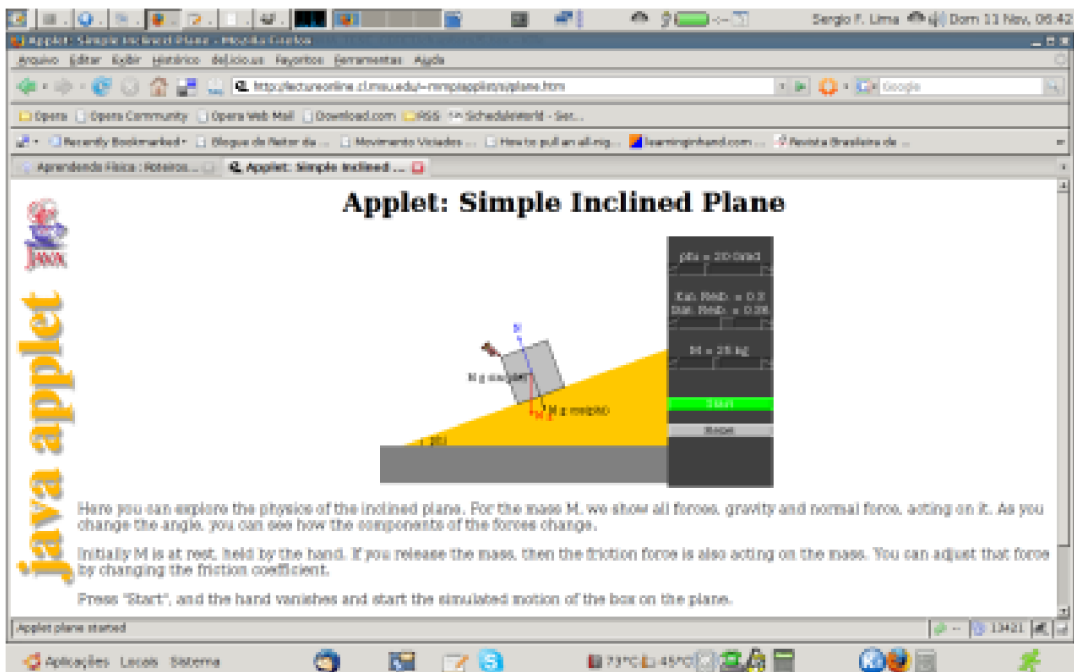 Sergio F. Lima Dom 11 Nov, 06:42
Applet: Simple Inclined Plane - Mozilla Firefox
Arquivo Editar Exibir Histórico del.icio.us Favoritos Ferramentas Ajuda
Google
Opera Opera Community Opera Web Mail Download.com RSS ScheduleWorld - Ser...
Recently Bookmarked Blogue do Reitor da ... Movimento Viciados ... How to pull an all-nig... learninginhand.com ... Revista Brasileira de ...
Aprendendo Física : Roteiros... Applet: Simple Inclined ...
Applet: Simple Inclined Plane
JAVA
java applet
N
M g
phi
M = 25 kg
Start
Reset
Here you can explore the physics of the inclined plane. For the mass M, we show all forces, gravity and normal force, acting on it. As you
change the angle, you can see how the components of the forces change.
Initially M is at rest, held by the hand. If you release the mass, then the friction force is also acting on the mass. You can adjust that force
by changing the friction coefficient.
Press "Start", and the hand vanishes and start the simulated motion of the box on the plane.
Applet plane started
13421
Aplicações Locais Sistema
73°C 45°C